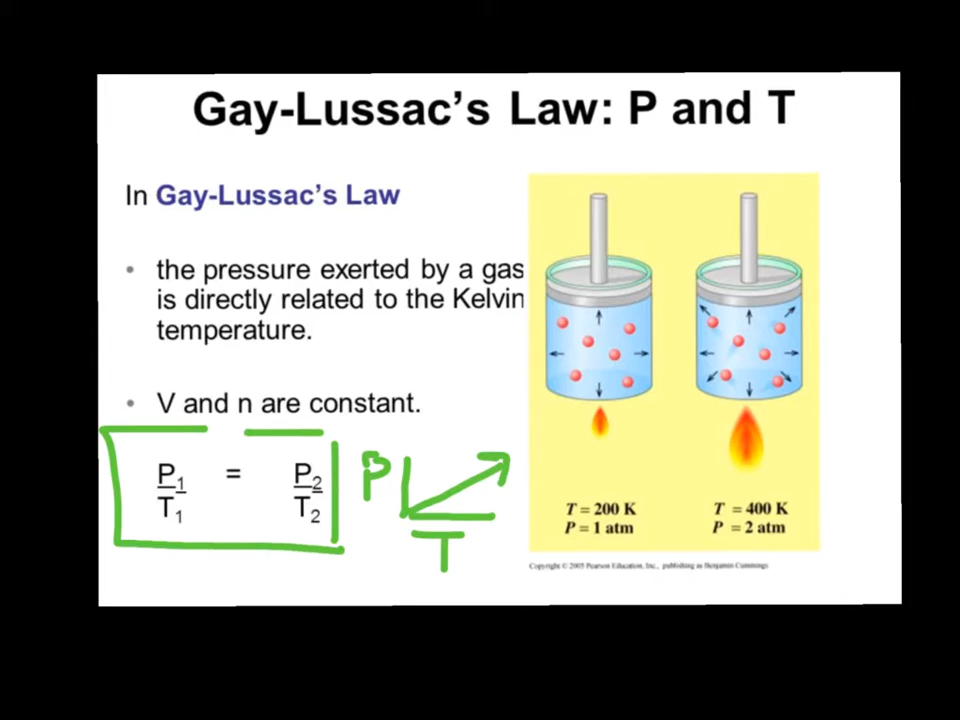 Gay-Lussac's Law: P and T
In Gay-Lussac's Law
• the pressure exerted by a gas
is directly related to the Kelvin
temperature.
• V and n are constant.
P1 = P2
T1 T2
P
T
T = 200 K
P = 1 atm
T = 400 K
P = 2 atm
Copyright © 2005 Pearson Education, Inc., publishing as Benjamin Cummings